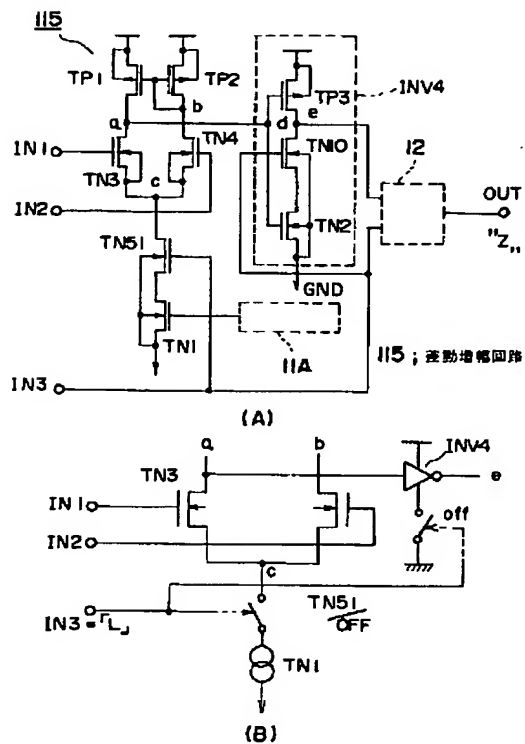 115
TP1
TP2
INV4
TP3
b
a
d
e
IN1
TN4
TN10
TN3
12
IN2
c
OUT
"Z"
TN2
TN51
GND
TN1
11A
115；差動増幅回路
IN3
(A)
a
b
INV4
TN3
e
IN1
off
IN2
c
TN51
OFF
IN3=「L」
TN1
(B)